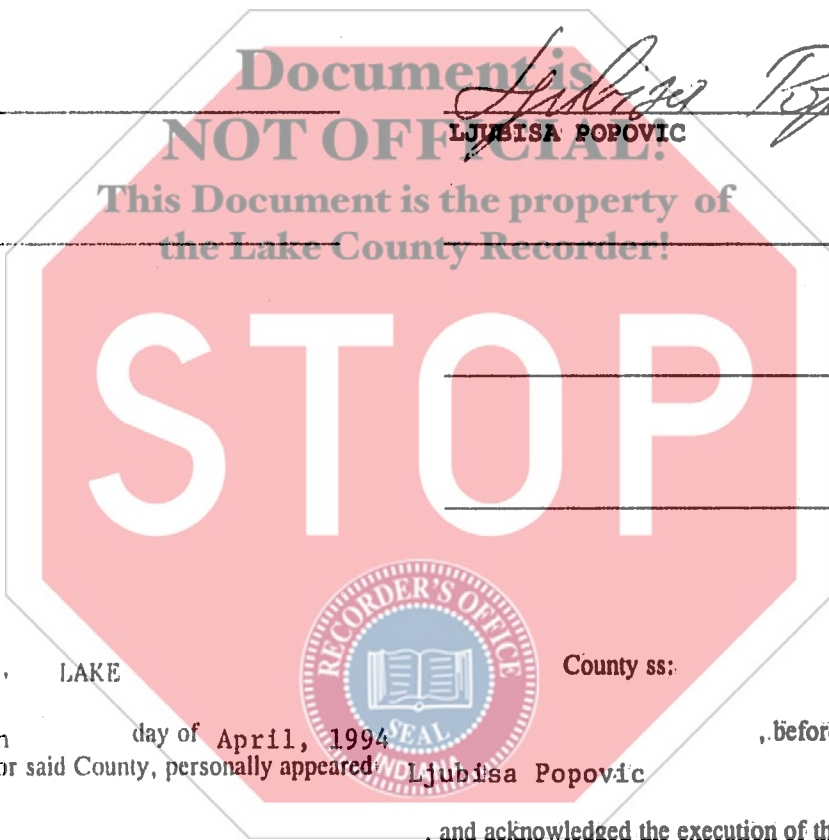 Document is
NOT OFFICIAL!
LJUBISA POPOVIC
This Document is the property of
the Lake County Recorder!
STOP
RECORDER'S OFFICE
SEAL
INDIANA
, LAKE County ss:
day of April, 1994 , before
or said County, personally appeared Ljubisa Popovic
, and acknowledged the execution of th